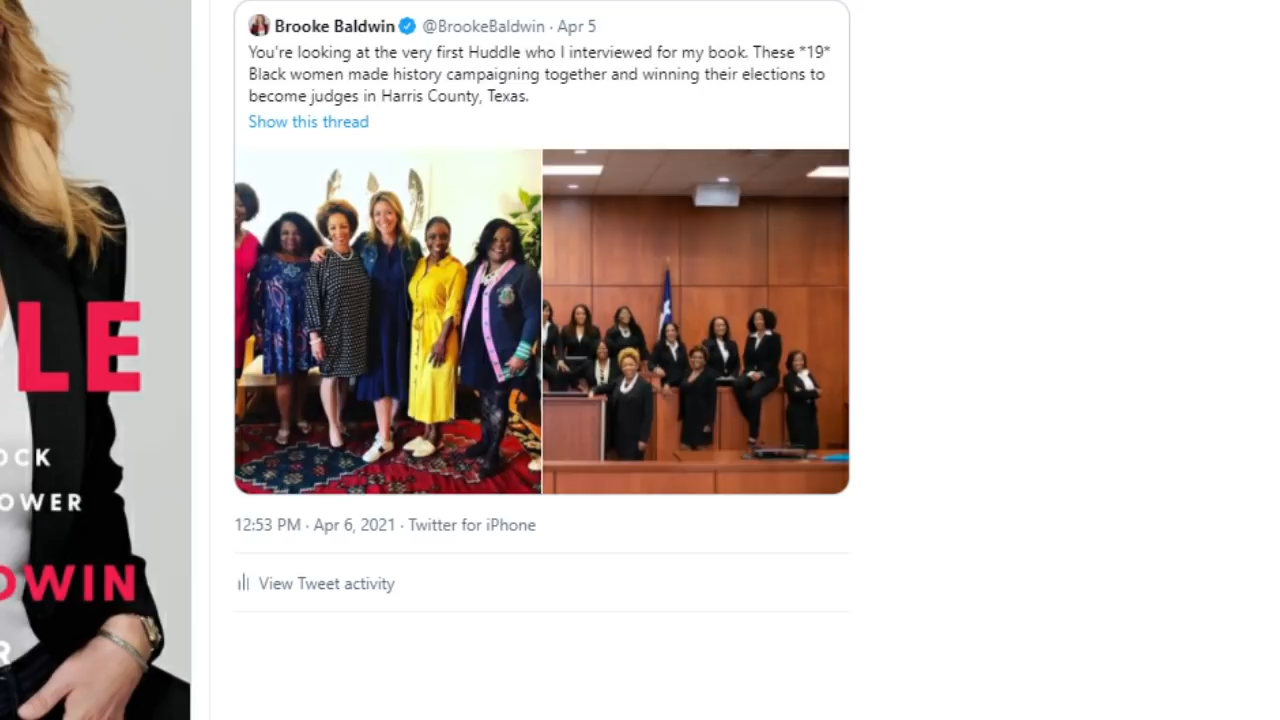 LE
OCK
OWER
DWIN
R
Brooke Baldwin @BrookeBaldwin · Apr 5
You're looking at the very first Huddle who I interviewed for my book. These *19*
Black women made history campaigning together and winning their elections to
become judges in Harris County, Texas.
Show this thread
12:53 PM · Apr 6, 2021 · Twitter for iPhone
View Tweet activity